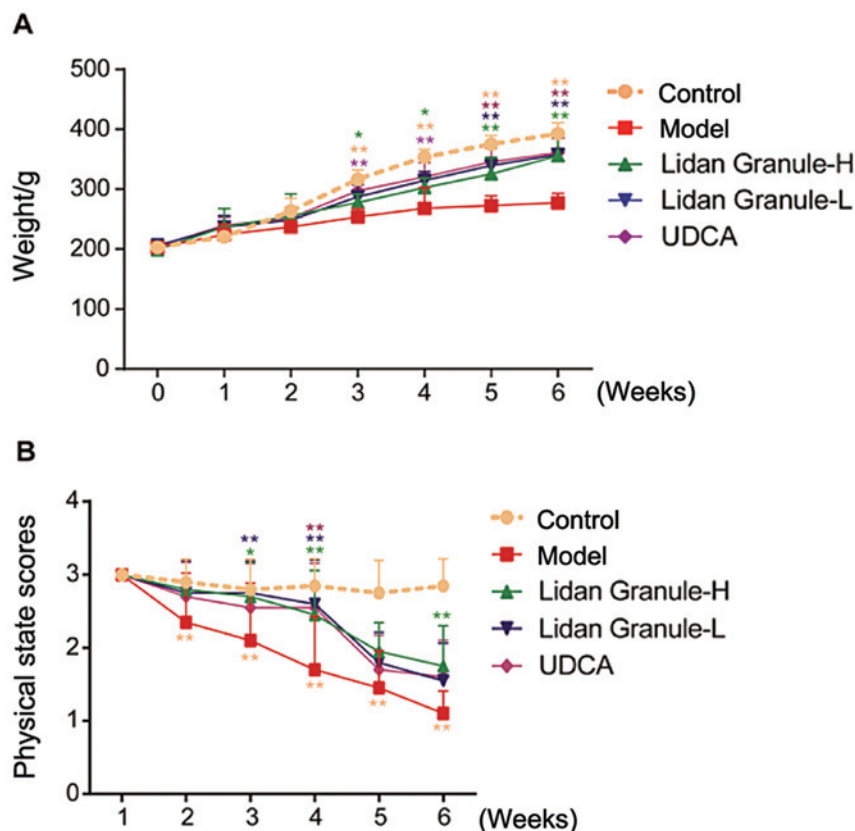 A
500
400
300
200
100
0
Weight/g
0 1 2 3 4 5 6 (Weeks)
Control
Model
Lidan Granule-H
Lidan Granule-L
UDCA
B
4
3
2
1
0
Physical state scores
1 2 3 4 5 6 (Weeks)
Control
Model
Lidan Granule-H
Lidan Granule-L
UDCA